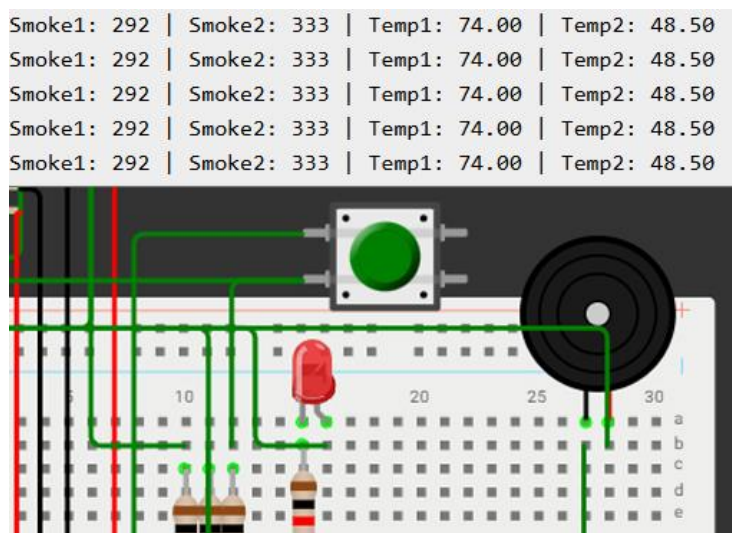 Smoke1: 292 | Smoke2: 333 | Temp1: 74.00 | Temp2: 48.50
Smoke1: 292 | Smoke2: 333 | Temp1: 74.00 | Temp2: 48.50
Smoke1: 292 | Smoke2: 333 | Temp1: 74.00 | Temp2: 48.50
Smoke1: 292 | Smoke2: 333 | Temp1: 74.00 | Temp2: 48.50
Smoke1: 292 | Smoke2: 333 | Temp1: 74.00 | Temp2: 48.50
+
|
5 10 20 25 30
a
b
c
d
e